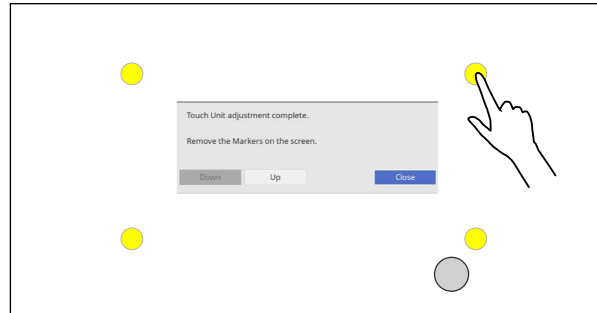 Touch Unit adjustment complete.
Remove the Markers on the screen.
Down Up Close